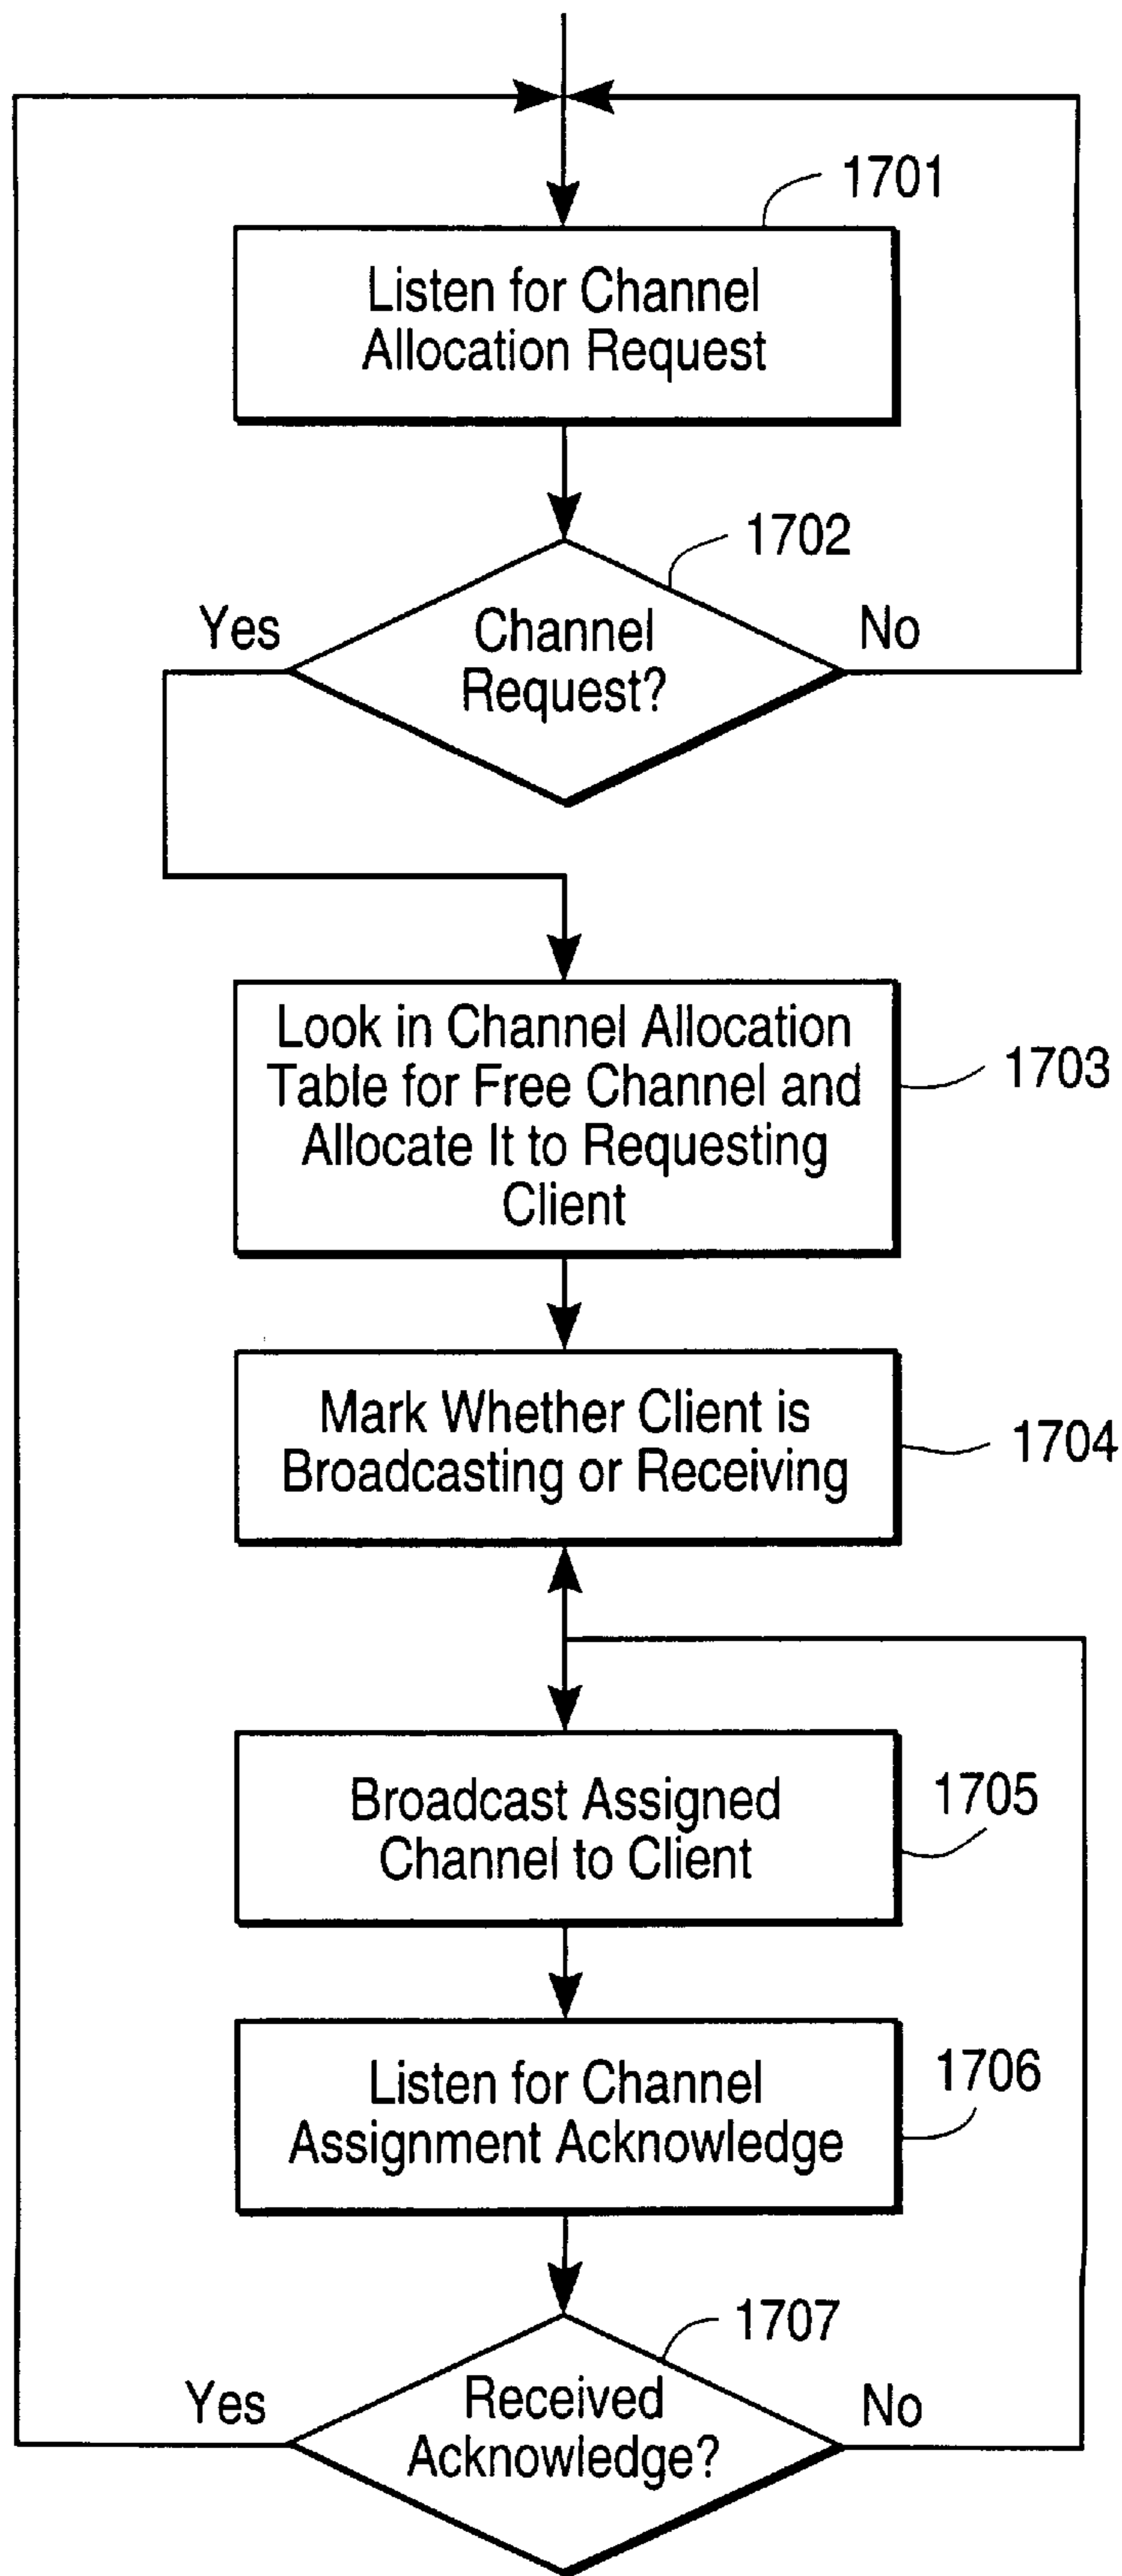 1701
Listen for Channel
Allocation Request
1702
Yes
Channel
Request?
No
Look in Channel Allocation
Table for Free Channel and
Allocate It to Requesting
Client
1703
Mark Whether Client is
Broadcasting or Receiving
1704
Broadcast Assigned
Channel to Client
1705
Listen for Channel
Assignment Acknowledge
1706
1707
Yes
Received
Acknowledge?
No